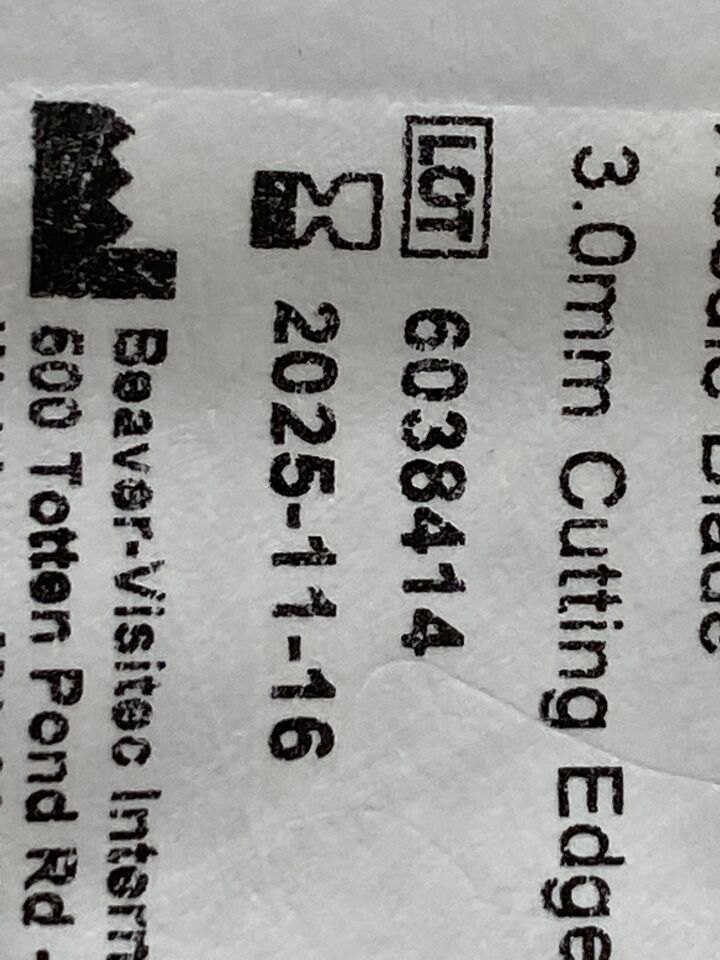 3.0mm Cutting Edge
LOT 6038414
2025-11-16
Beaver-Visitec
600 Totten Pond Rd